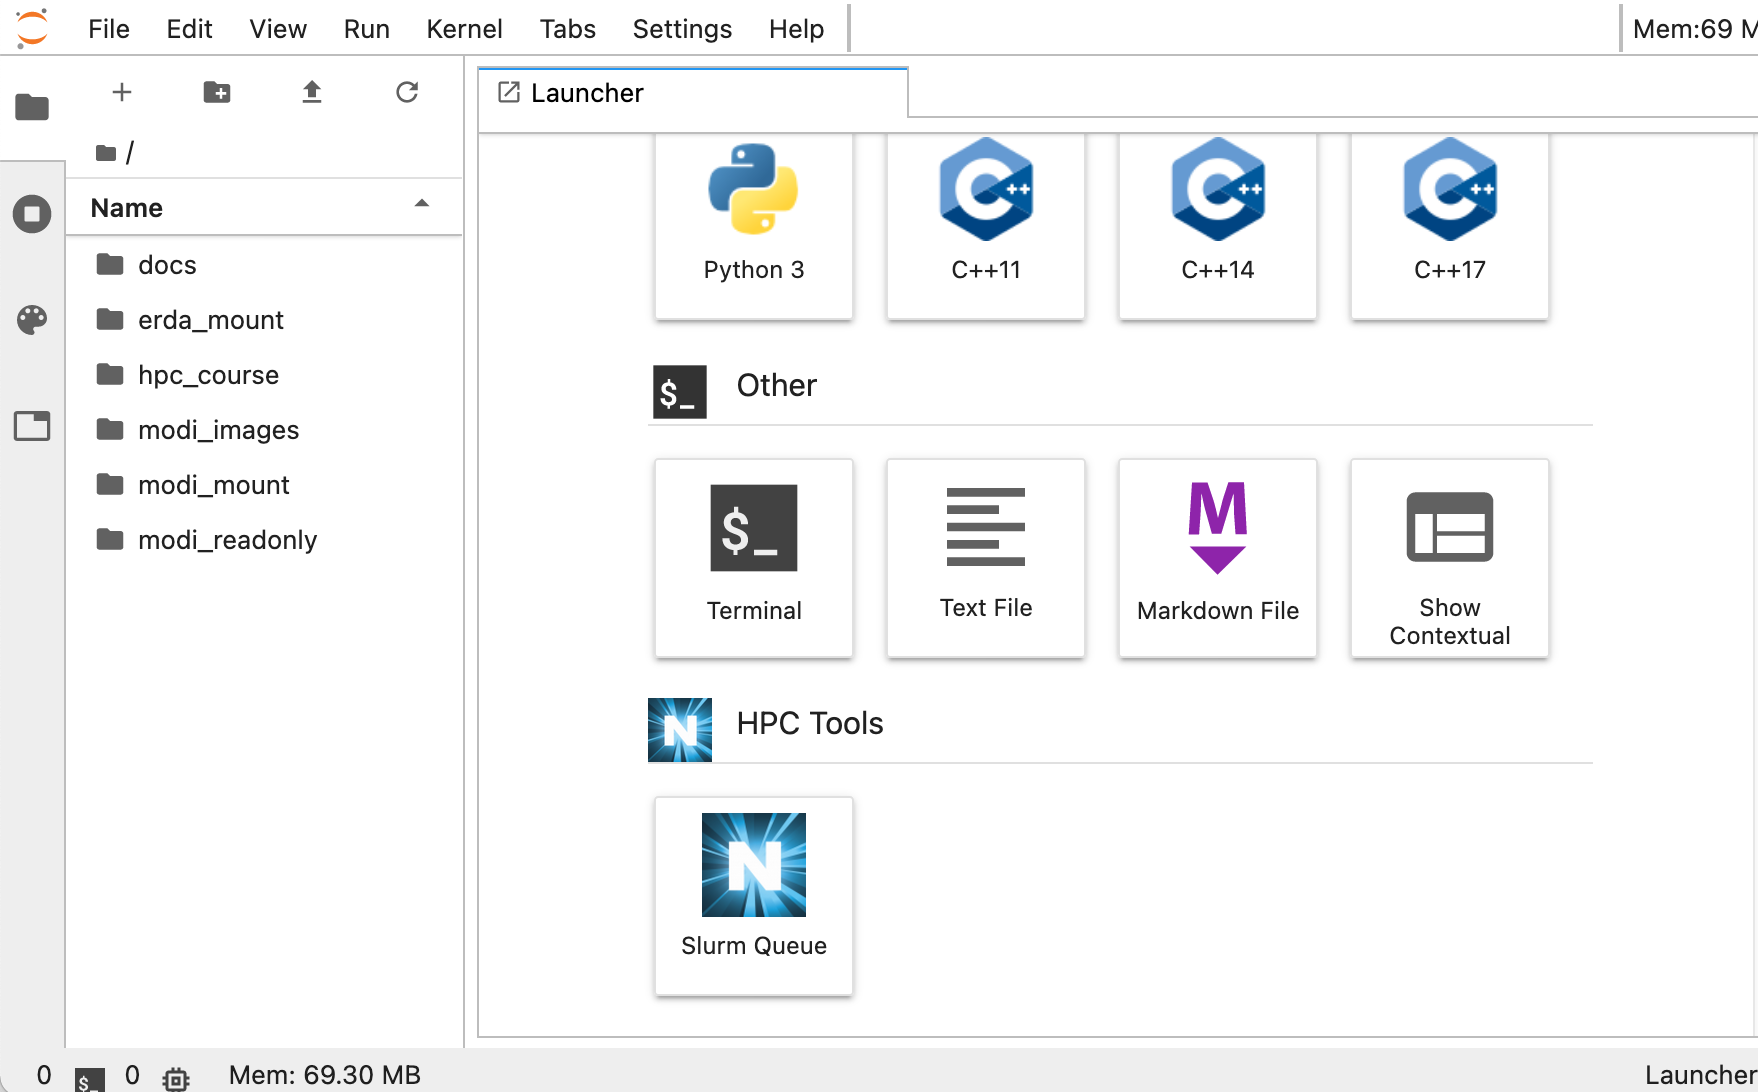 File Edit View Run Kernel Tabs Settings Help
Mem:69 M
Launcher
/
Name
docs
erda_mount
hpc_course
modi_images
modi_mount
modi_readonly
Python 3
C++11
C++14
C++17
$_ Other
$_
Terminal
Text File
M
Markdown File
Show
Contextual
N HPC Tools
N
Slurm Queue
0 $_ 0 Mem: 69.30 MB
Launcher